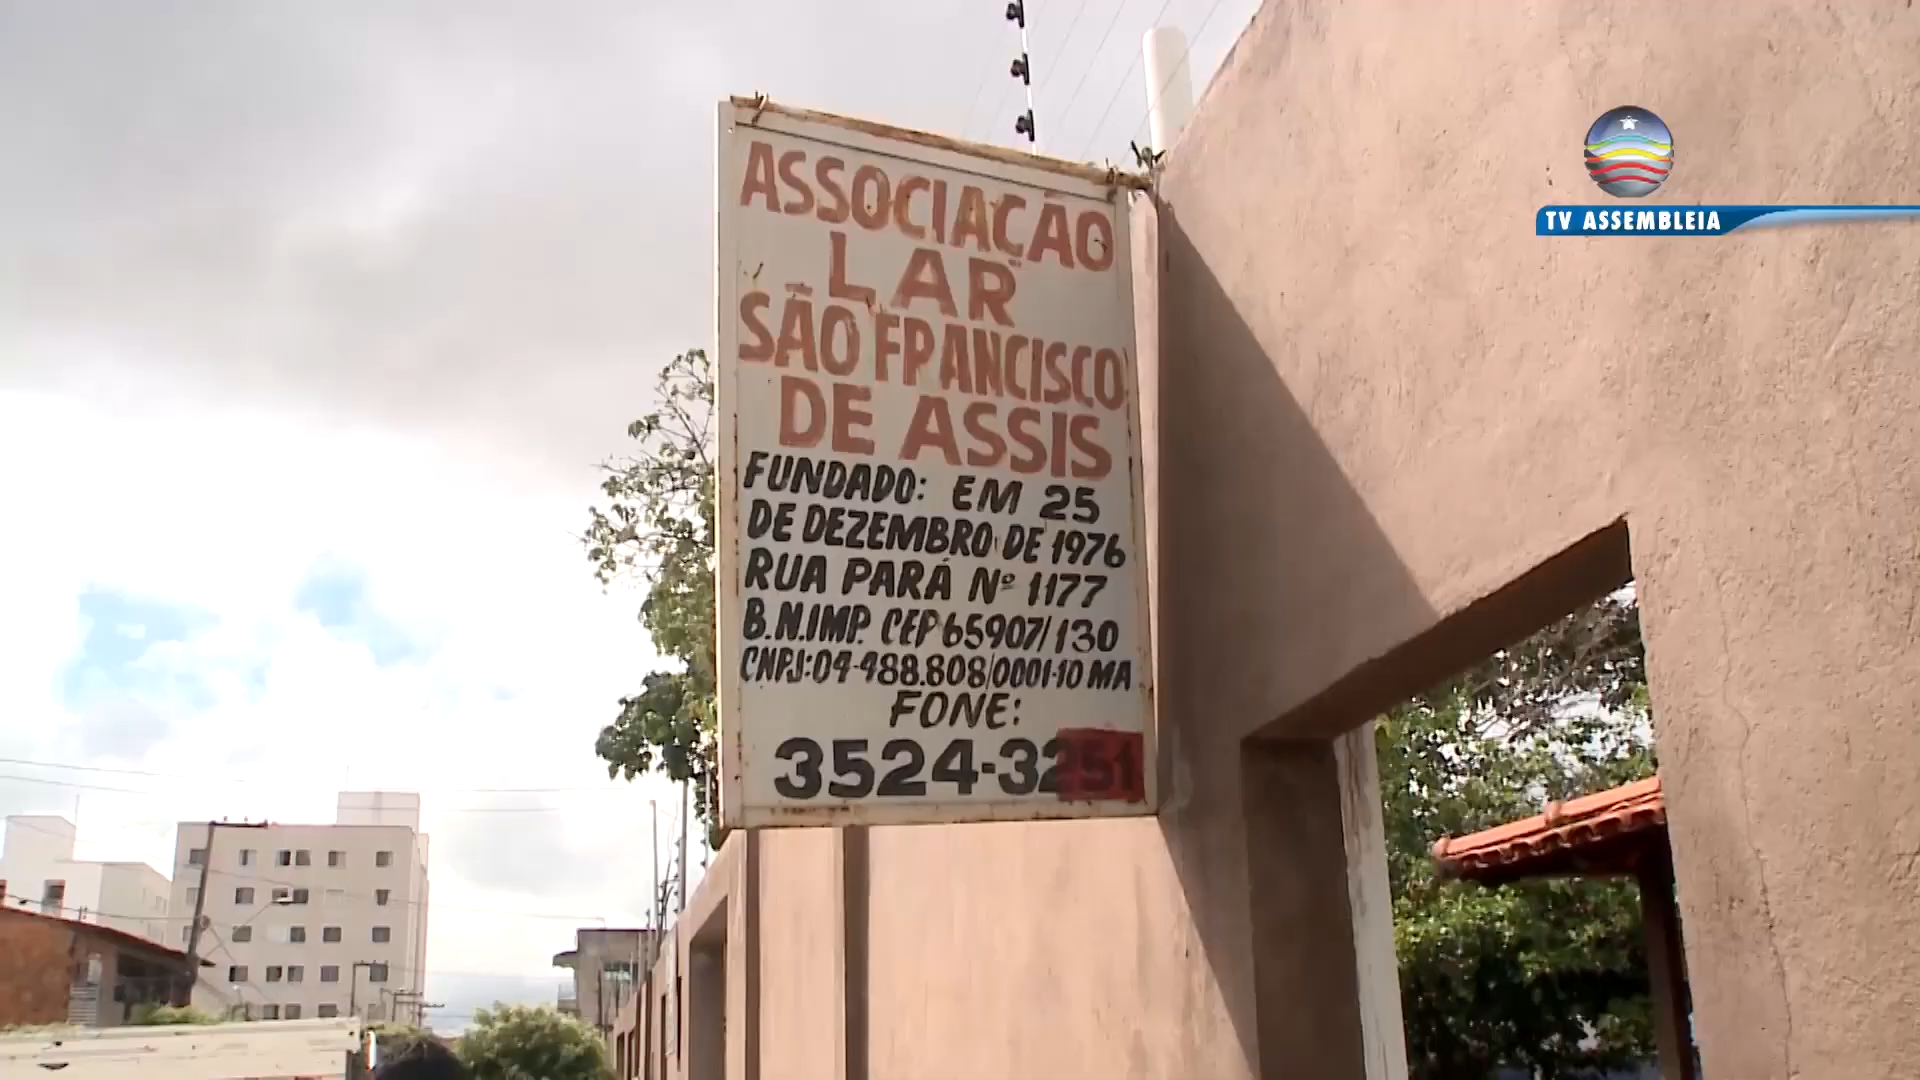 ASSOCIAÇÃO
LAR
SÃO FRANCISCO
DE ASSIS
FUNDADO: EM 25
DE DEZEMBRO DE 1976
RUA PARÁ Nº 1177
B.N.IMP. CEP 65907/130
CNPJ:04-488.808/0001-10 MA
FONE:
3524-3251
TV ASSEMBLEIA